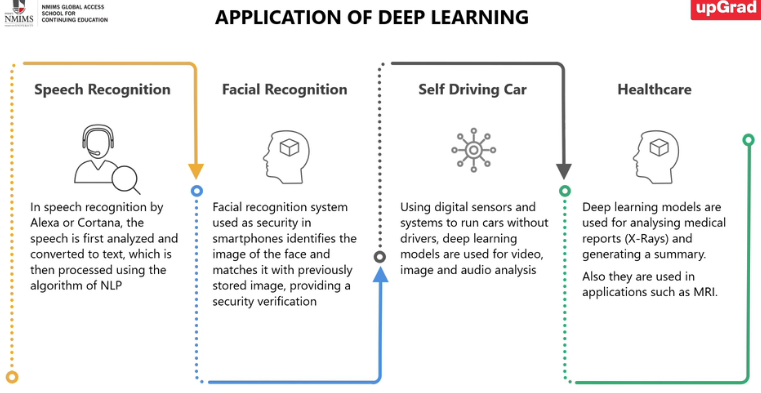 NMIMS
NMIMS GLOBAL ACCESS
SCHOOL FOR
CONTINUING EDUCATION
APPLICATION OF DEEP LEARNING
upGrad
Speech Recognition
In speech recognition by
Alexa or Cortana, the
speech is first analyzed and
converted to text, which is
then processed using the
algorithm of NLP
Facial Recognition
Facial recognition system
used as security in
smartphones identifies the
image of the face and
matches it with previously
stored image, providing a
security verification
Self Driving Car
Using digital sensors and
systems to run cars without
drivers, deep learning
models are used for video,
image and audio analysis
Healthcare
Deep learning models are
used for analysing medical
reports (X-Rays) and
generating a summary.
Also they are used in
applications such as MRI.